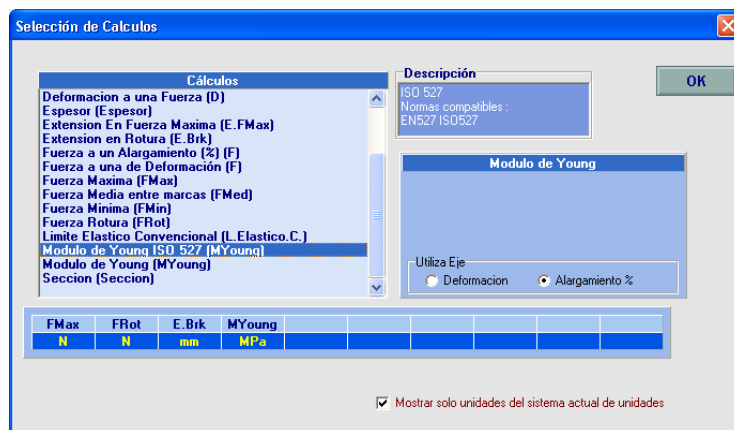 Selección de Calculos
Cálculos
Deformacion a una Fuerza (D)
Espesor (Espesor)
Extension En Fuerza Maxima (E.FMax)
Extension en Rotura (E.Brk)
Fuerza a un Alargamiento (%) (F)
Fuerza a una de Deformación (F)
Fuerza Maxima (FMax)
Fuerza Media entre marcas (FMed)
Fuerza Minima (FMin)
Fuerza Rotura (FRot)
Limite Elastico Convencional (L.Elastico.C.)
Modulo de Young ISO 527 (MYoung)
Modulo de Young (MYoung)
Seccion (Seccion)
Descripción
ISO 527
Normas compatibles :
EN527 ISO527
OK
Modulo de Young
Utiliza Eje
Deformacion Alargamiento %
FMax FRot E.Brk MYoung
N N mm MPa
Mostrar solo unidades del sistema actual de unidades